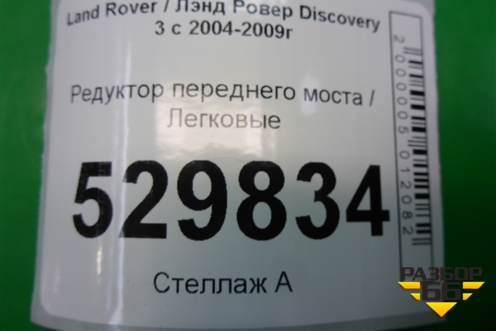 Land Rover / Лэнд Ровер Discovery
3 с 2004-2009г
Редуктор переднего моста /
Легковые
529834
Стеллаж А
2000005012082
РАЗБОР
66